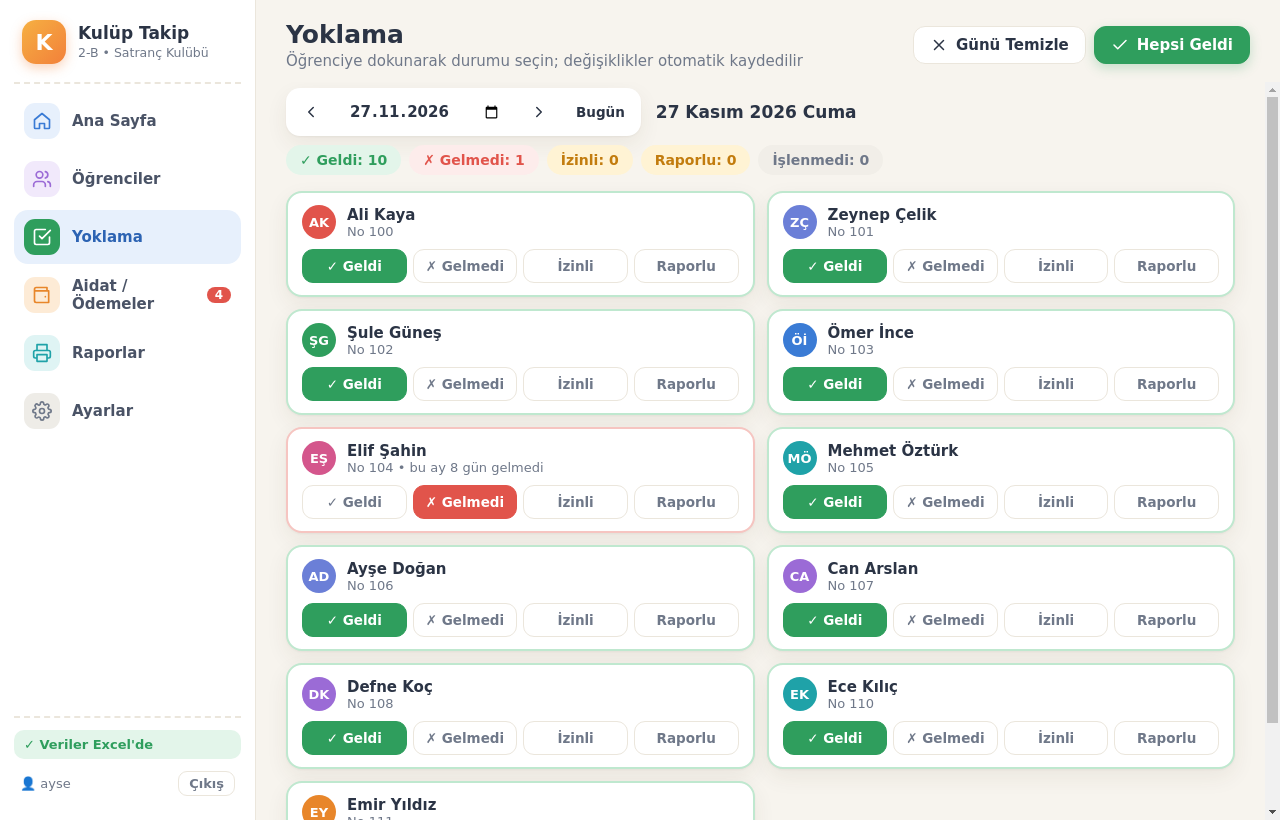 K
Kulüp Takip
2-B • Satranç Kulübü
Ana Sayfa
Öğrenciler
Yoklama
Aidat /
Ödemeler
4
Raporlar
Ayarlar
✓ Veriler Excel'de
ayse
Çıkış
Yoklama
Öğrenciye dokunarak durumu seçin; değişiklikler otomatik kaydedilir
Günü Temizle
Hepsi Geldi
27.11.2026
Bugün
27 Kasım 2026 Cuma
✓ Geldi: 10
✗ Gelmedi: 1
İzinli: 0
Raporlu: 0
İşlenmedi: 0
AK
Ali Kaya
No 100
✓ Geldi ✗ Gelmedi İzinli Raporlu
ZÇ
Zeynep Çelik
No 101
✓ Geldi ✗ Gelmedi İzinli Raporlu
ŞG
Şule Güneş
No 102
✓ Geldi ✗ Gelmedi İzinli Raporlu
Öİ
Ömer İnce
No 103
✓ Geldi ✗ Gelmedi İzinli Raporlu
EŞ
Elif Şahin
No 104 • bu ay 8 gün gelmedi
✓ Geldi ✗ Gelmedi İzinli Raporlu
MÖ
Mehmet Öztürk
No 105
✓ Geldi ✗ Gelmedi İzinli Raporlu
AD
Ayşe Doğan
No 106
✓ Geldi ✗ Gelmedi İzinli Raporlu
CA
Can Arslan
No 107
✓ Geldi ✗ Gelmedi İzinli Raporlu
DK
Defne Koç
No 108
✓ Geldi ✗ Gelmedi İzinli Raporlu
EK
Ece Kılıç
No 110
✓ Geldi ✗ Gelmedi İzinli Raporlu
EY
Emir Yıldız
No 111